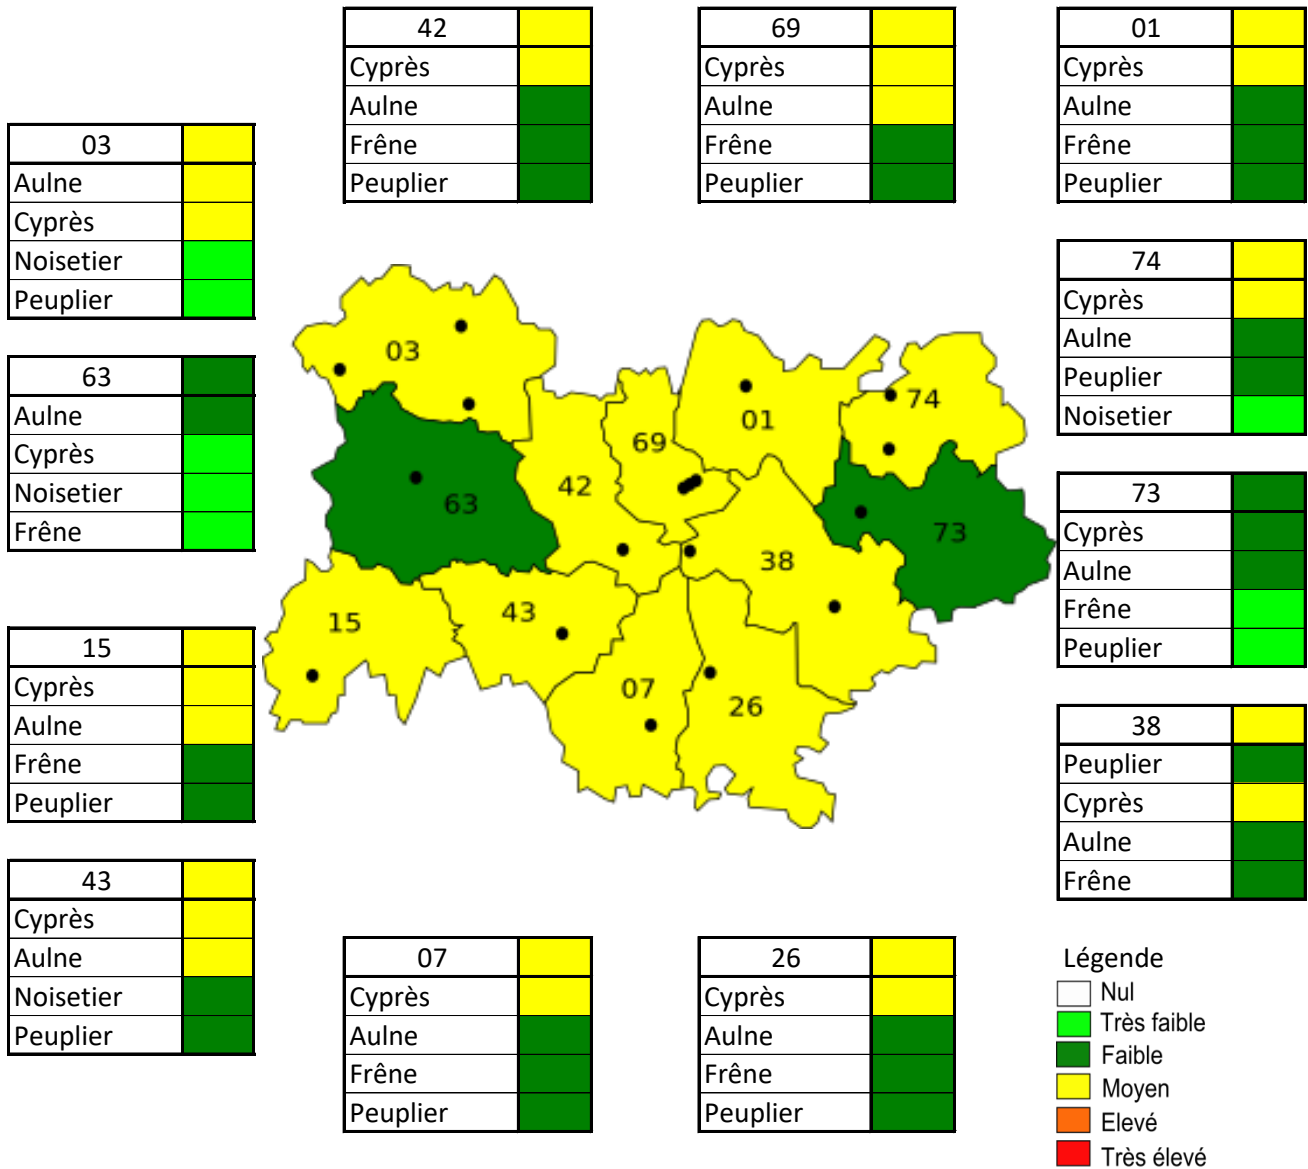 42
Cyprès
Aulne
Frêne
Peuplier
69
Cyprès
Aulne
Frêne
Peuplier
01
Cyprès
Aulne
Frêne
Peuplier
03
Aulne
Cyprès
Noisetier
Peuplier
74
Cyprès
Aulne
Peuplier
Noisetier
63
Aulne
Cyprès
Noisetier
Frêne
03
74
01
69
42
63
73
38
43
15
07
26
73
Cyprès
Aulne
Frêne
Peuplier
15
Cyprès
Aulne
Frêne
Peuplier
38
Peuplier
Cyprès
Aulne
Frêne
43
Cyprès
Aulne
Noisetier
Peuplier
07
Cyprès
Aulne
Frêne
Peuplier
26
Cyprès
Aulne
Frêne
Peuplier
Légende
Nul
Très faible
Faible
Moyen
Elevé
Très élevé